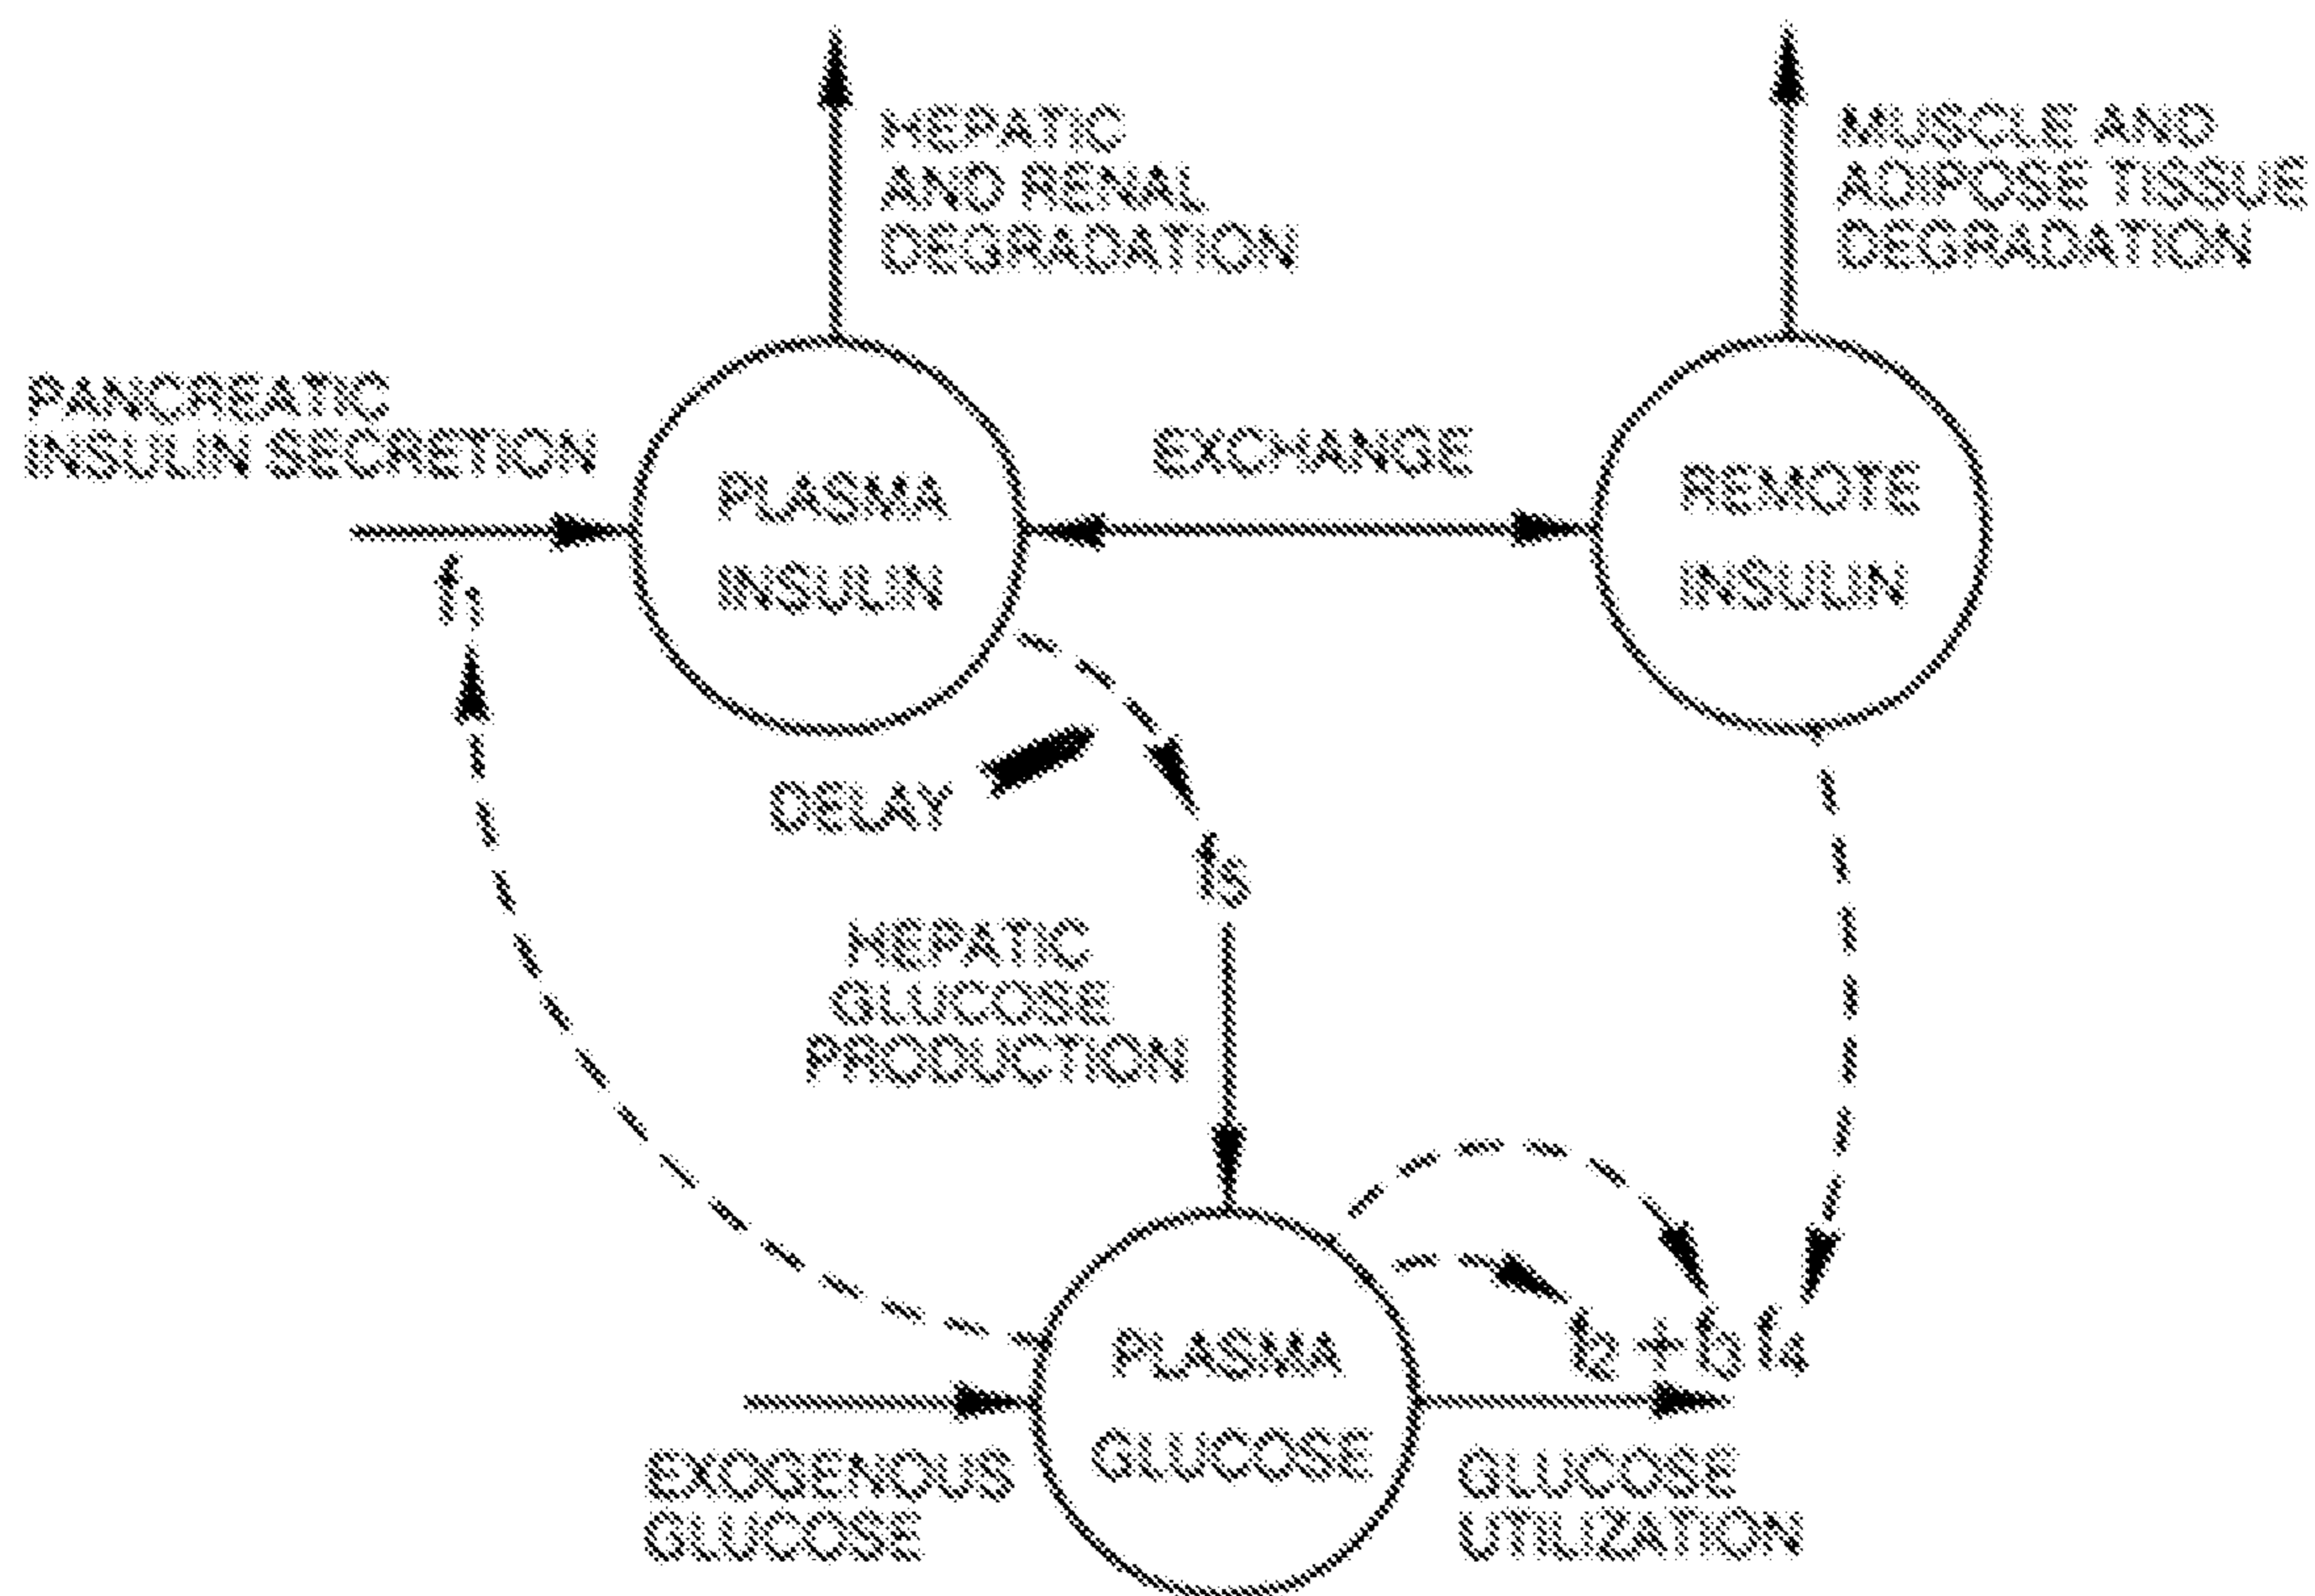 HEPATIC
AND RENAL
DEGRADATION
MUSCLE AND
ADIPOSE TISSUE
DEGRADATION
PANCREATIC
INSULIN SECRETION
EXCHANGE
PLASMA
INSULIN
REMOTE
INSULIN
f1
DELAY
f5
HEPATIC
GLUCOSE
PRODUCTION
f2 + f3 f4
PLASMA
GLUCOSE
EXOGENOUS
GLUCOSE
GLUCOSE
UTILIZATION